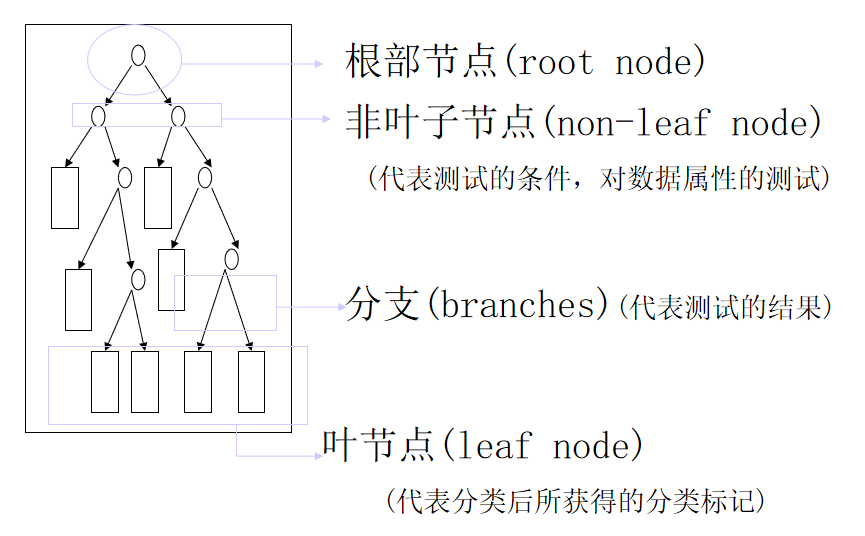 根部节点(root node)
非叶子节点(non-leaf node)
(代表测试的条件，对数据属性的测试)
分支(branches)(代表测试的结果)
叶节点(leaf node)
(代表分类后所获得的分类标记)